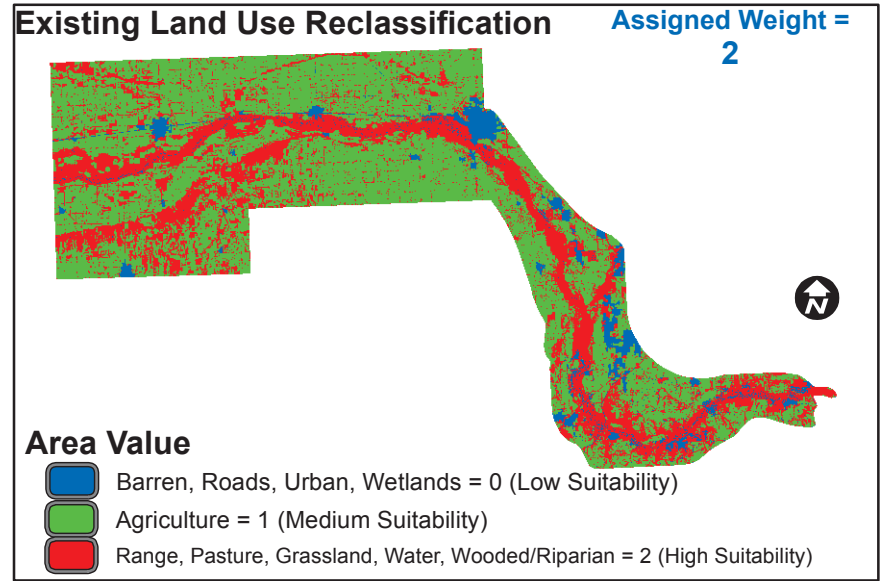 Existing Land Use Reclassification
Assigned Weight =
2
N
Area Value
Barren, Roads, Urban, Wetlands = 0 (Low Suitability)
Agriculture = 1 (Medium Suitability)
Range, Pasture, Grassland, Water, Wooded/Riparian = 2 (High Suitability)